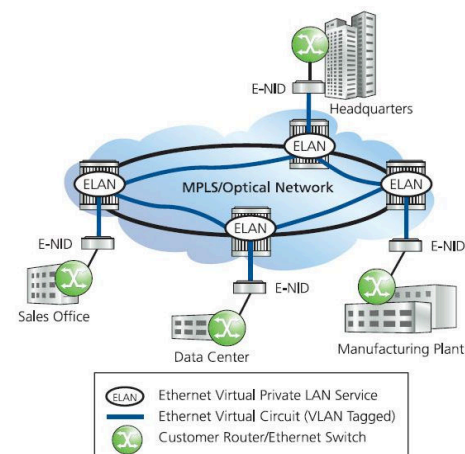 E-NID
Headquarters
ELAN
ELAN
MPLS/Optical Network
ELAN
ELAN
E-NID
E-NID
E-NID
Sales Office
Data Center
Manufacturing Plant
ELAN Ethernet Virtual Private LAN Service
Ethernet Virtual Circuit (VLAN Tagged)
Customer Router/Ethernet Switch